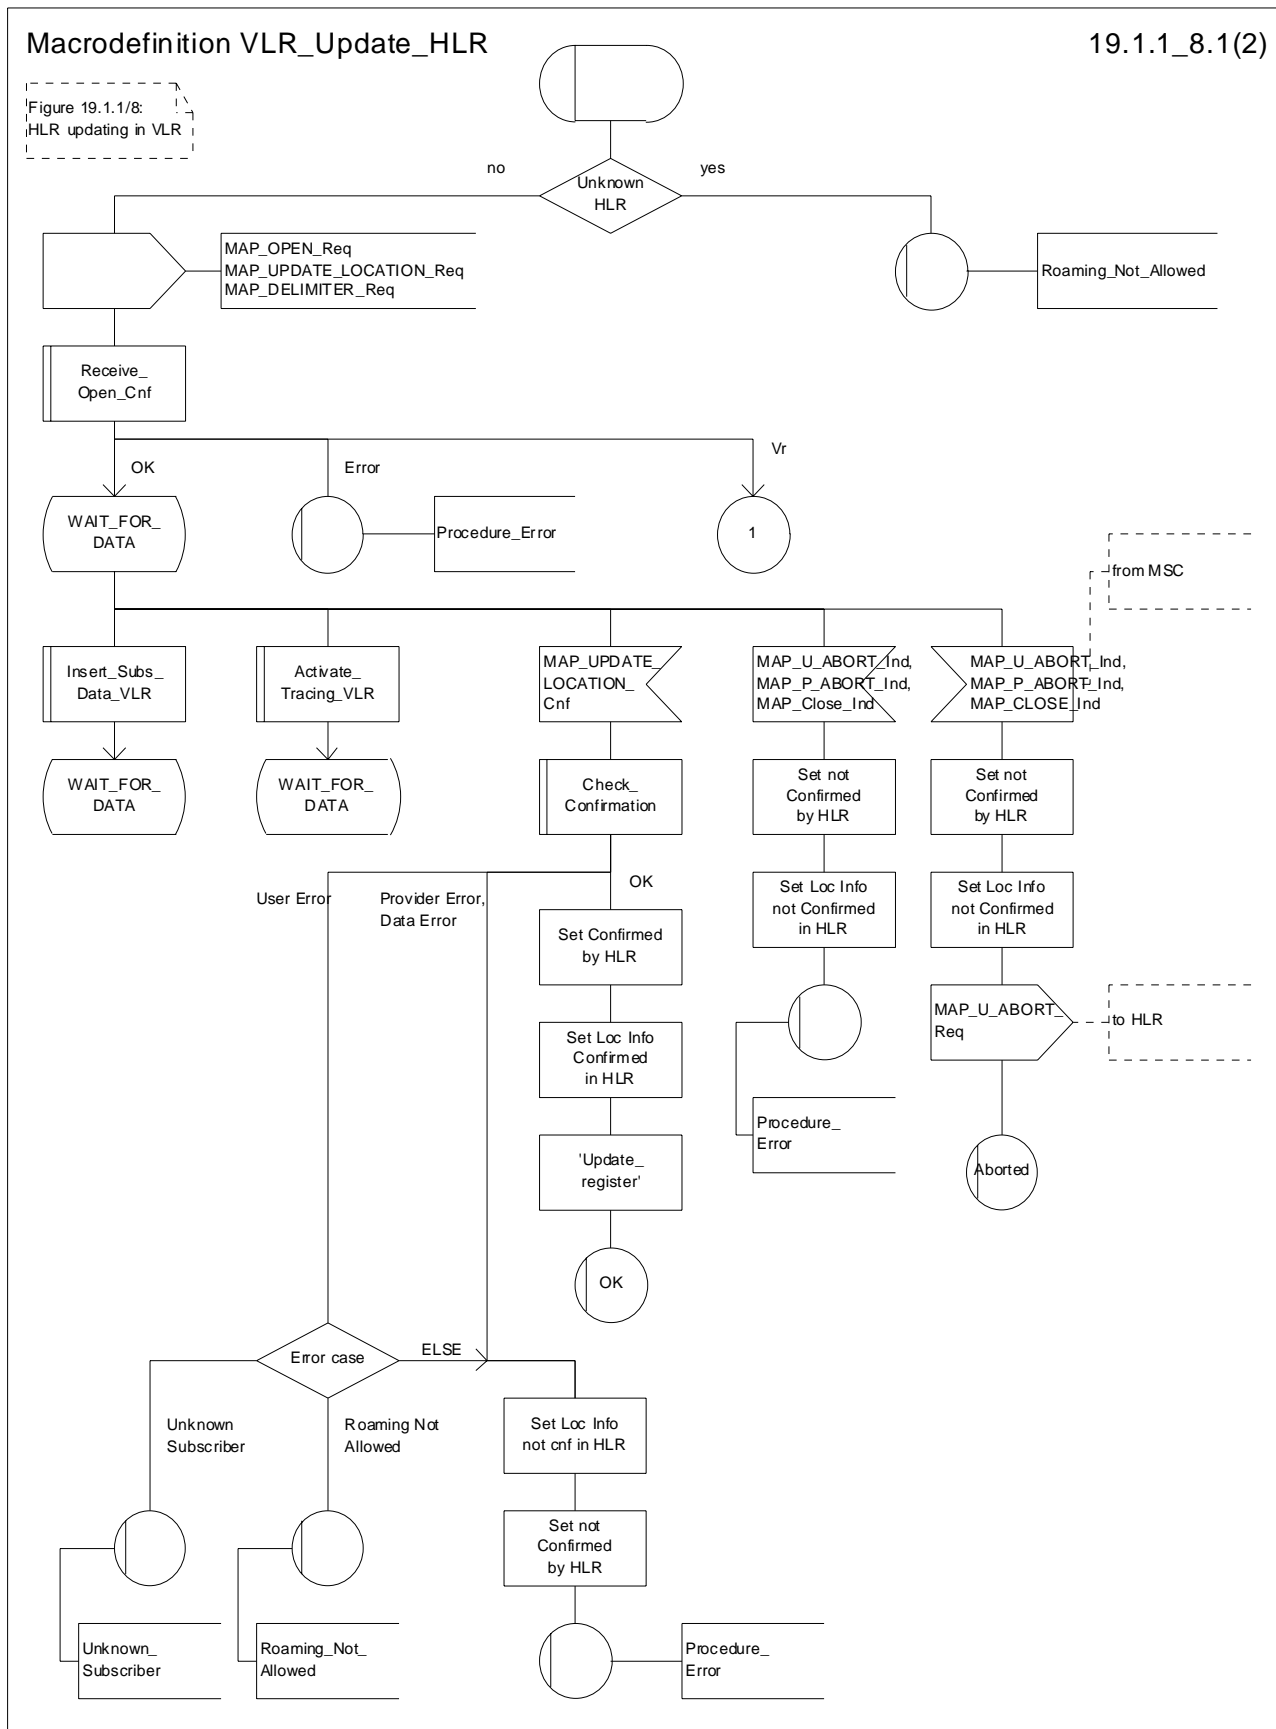 Macrodefinition VLR_Update_HLR
19.1.1_8.1(2)
Figure 19.1.1/8:
HLR updating in VLR
no
yes
Unknown
HLR
MAP_OPEN_Req
MAP_UPDATE_LOCATION_Req
MAP_DELIMITER_Req
Roaming_Not_Allowed
Receive_
Open_Cnf
OK
Error
Vr
WAIT_FOR_
DATA
Procedure_Error
1
from MSC
Insert_Subs_
Data_VLR
Activate_
Tracing_VLR
MAP_UPDATE_
LOCATION_
Cnf
MAP_U_ABORT_Ind,
MAP_P_ABORT_Ind,
MAP_Close_Ind
MAP_U_ABORT_Ind,
MAP_P_ABORT_Ind,
MAP_CLOSE_Ind
WAIT_FOR_
DATA
WAIT_FOR_
DATA
Check_
Confirmation
Set not
Confirmed
by HLR
Set not
Confirmed
by HLR
User Error
Provider Error,
Data Error
OK
Set Confirmed
by HLR
Set Loc Info
not Confirmed
in HLR
Set Loc Info
not Confirmed
in HLR
Set Loc Info
Confirmed
in HLR
MAP_U_ABORT_
Req
to HLR
Procedure_
Error
'Update_
register'
Aborted
OK
Error case
ELSE
Unknown
Subscriber
Roaming Not
Allowed
Set Loc Info
not cnf in HLR
Set not
Confirmed
by HLR
Unknown_
Subscriber
Roaming_Not_
Allowed
Procedure_
Error